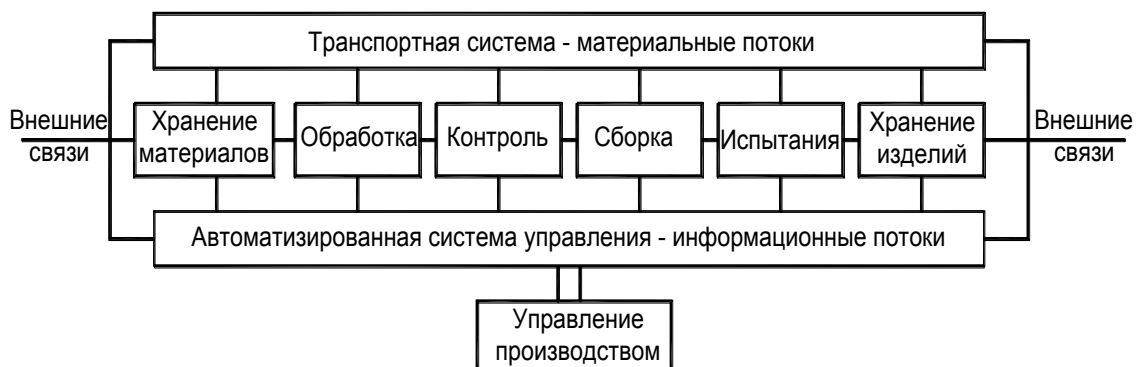 Транспортная система - материальные потоки
Внешние
связи
Хранение
материалов
Обработка
Контроль
Сборка
Испытания
Хранение
изделий
Внешние
связи
Автоматизированная система управления - информационные потоки
Управление
производством